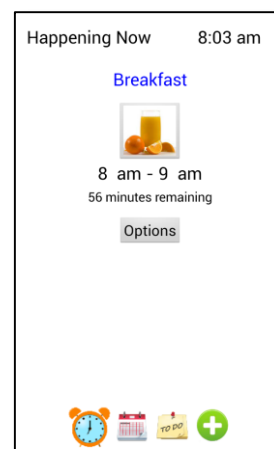 Happening Now 8:03 am
Breakfast
8 am - 9 am
56 minutes remaining
Options
TO DO